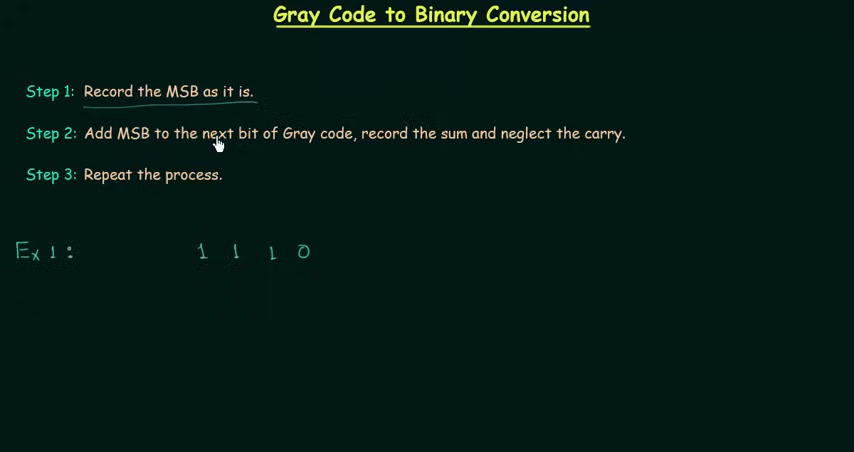 Gray Code to Binary Conversion
Step 1: Record the MSB as it is.
Step 2: Add MSB to the next bit of Gray code, record the sum and neglect the carry.
Step 3: Repeat the process.
Ex 1 : 1 1 1 0